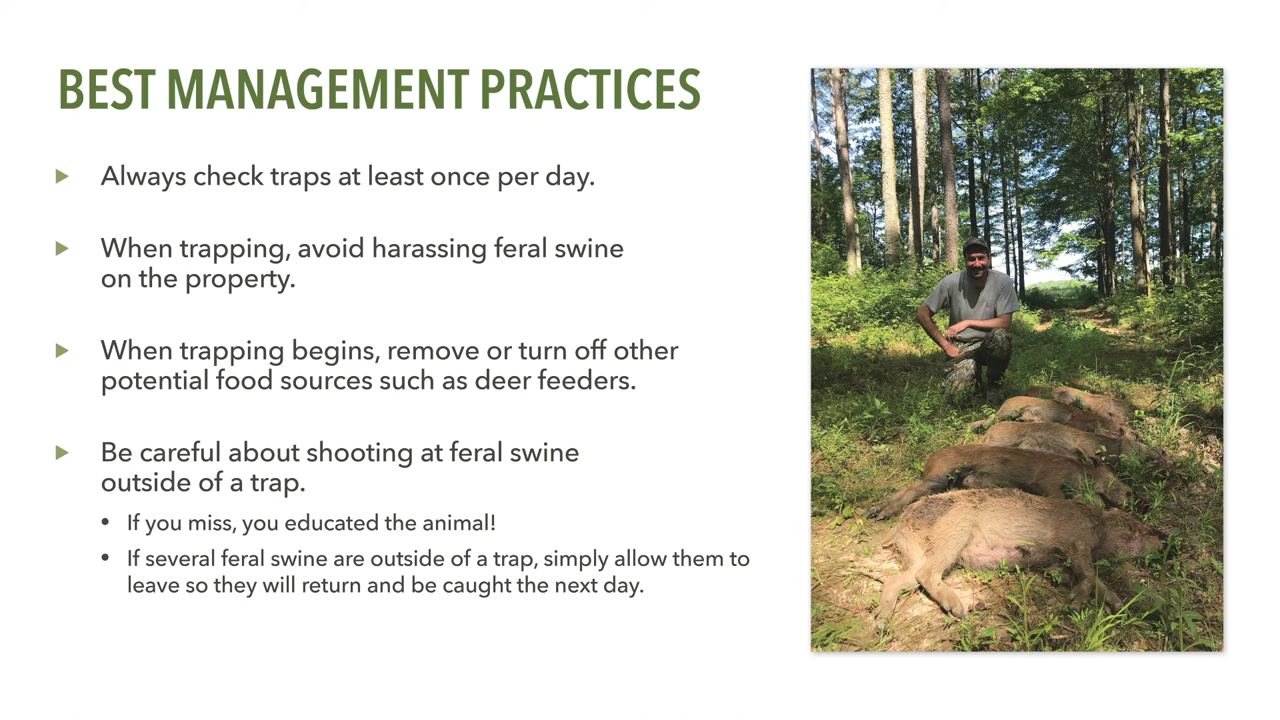 BEST MANAGEMENT PRACTICES
Always check traps at least once per day.
When trapping, avoid harassing feral swine
on the property.
When trapping begins, remove or turn off other
potential food sources such as deer feeders.
Be careful about shooting at feral swine
outside of a trap.
• If you miss, you educated the animal!
• If several feral swine are outside of a trap, simply allow them to
leave so they will return and be caught the next day.